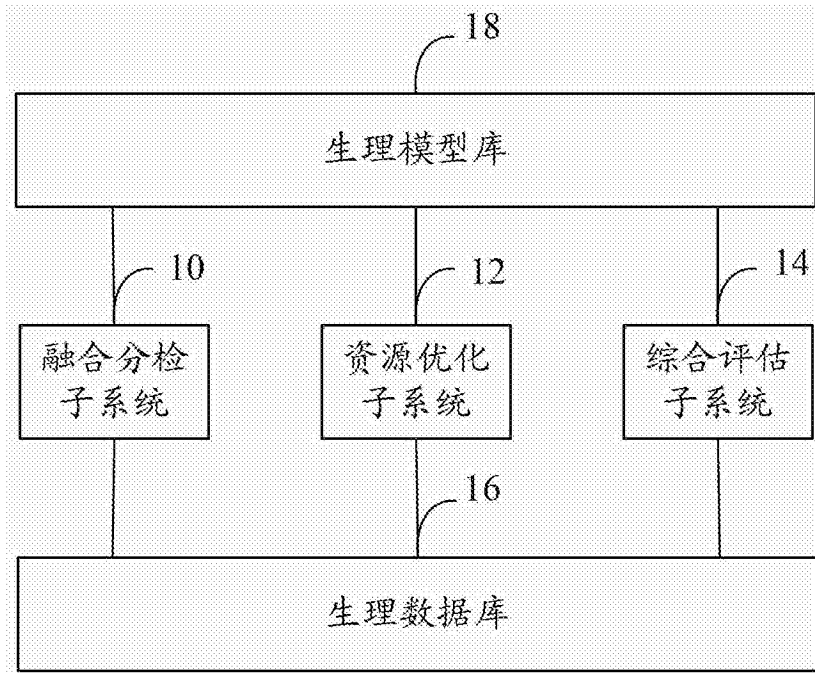 18
生理模型库
10
12
14
融合分检
子系统
资源优化
子系统
综合评估
子系统
16
生理数据库